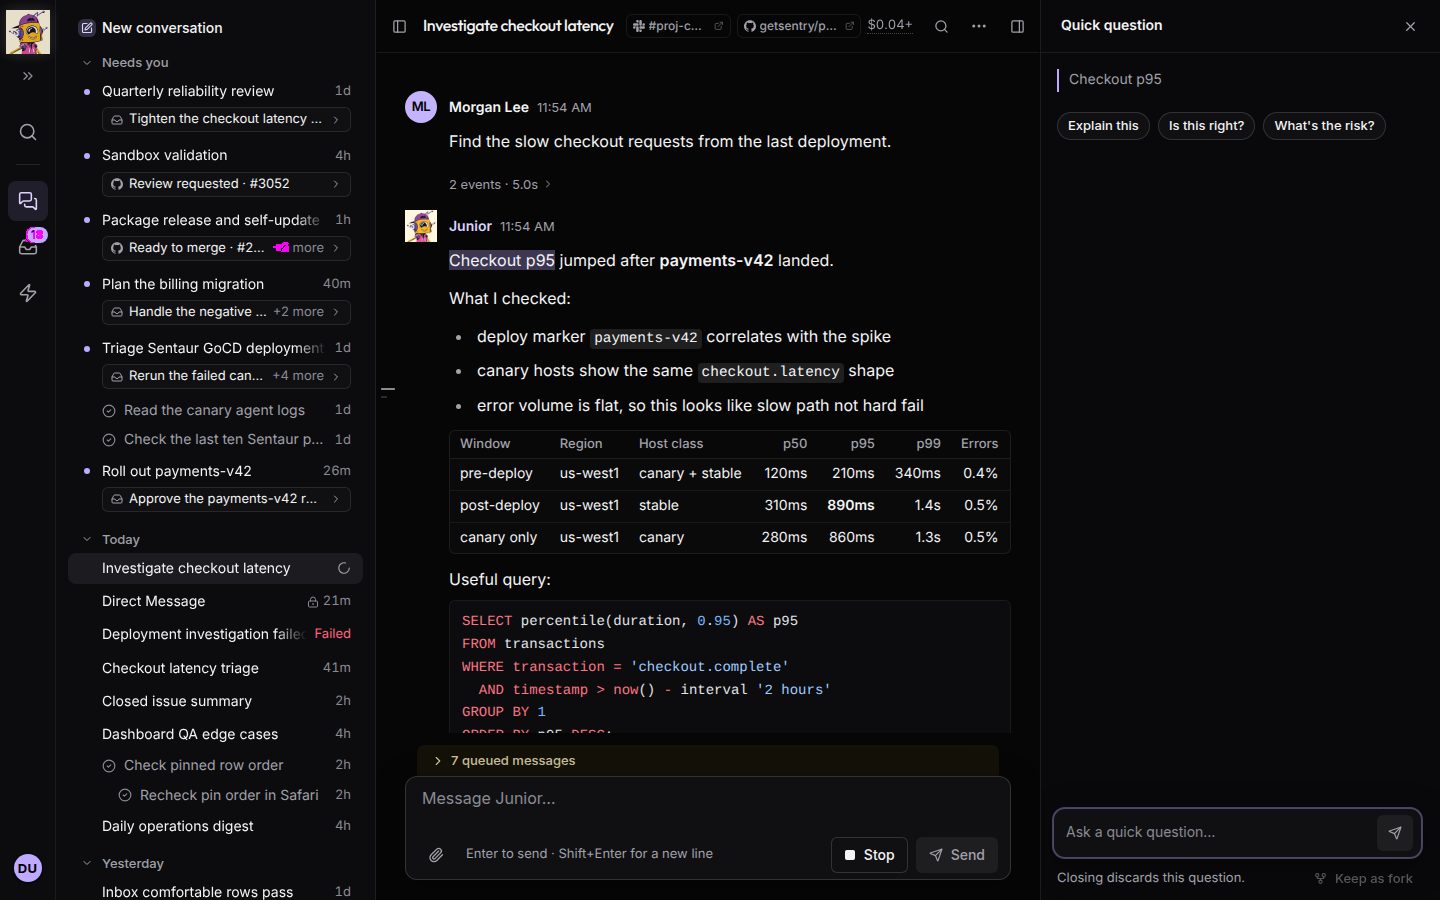 New conversation
Needs you
Quarterly reliability review 1d
Tighten the checkout latency ...
Sandbox validation 4h
Review requested · #3052
Package release and self-update 1h
Ready to merge · #2... more
Plan the billing migration 40m
Handle the negative ... +2 more
Triage Sentaur GoCD deployment 1d
Rerun the failed can... +4 more
Read the canary agent logs 1d
Check the last ten Sentaur p... 1d
Roll out payments-v42 26m
Approve the payments-v42 r...
Today
Investigate checkout latency
Direct Message 21m
Deployment investigation failed Failed
Checkout latency triage 41m
Closed issue summary 2h
Dashboard QA edge cases 4h
Check pinned row order 2h
Recheck pin order in Safari 2h
Daily operations digest 4h
Yesterday
Inbox comfortable rows pass 1d
DU
Investigate checkout latency #proj-c... getsentry/p... $0.04+
ML Morgan Lee 11:54 AM
Find the slow checkout requests from the last deployment.
2 events · 5.0s
Junior 11:54 AM
Checkout p95 jumped after payments-v42 landed.
What I checked:
• deploy marker payments-v42 correlates with the spike
• canary hosts show the same checkout.latency shape
• error volume is flat, so this looks like slow path not hard fail
Window Region Host class p50 p95 p99 Errors
pre-deploy us-west1 canary + stable 120ms 210ms 340ms 0.4%
post-deploy us-west1 stable 310ms 890ms 1.4s 0.5%
canary only us-west1 canary 280ms 860ms 1.3s 0.5%
Useful query:
SELECT percentile(duration, 0.95) AS p95
FROM transactions
WHERE transaction = 'checkout.complete'
AND timestamp > now() - interval '2 hours'
GROUP BY 1
ORDER BY p95 DESC;
7 queued messages
Message Junior...
Enter to send · Shift+Enter for a new line
Stop
Send
Quick question
Checkout p95
Explain this
Is this right?
What's the risk?
Ask a quick question...
Closing discards this question.
Keep as fork